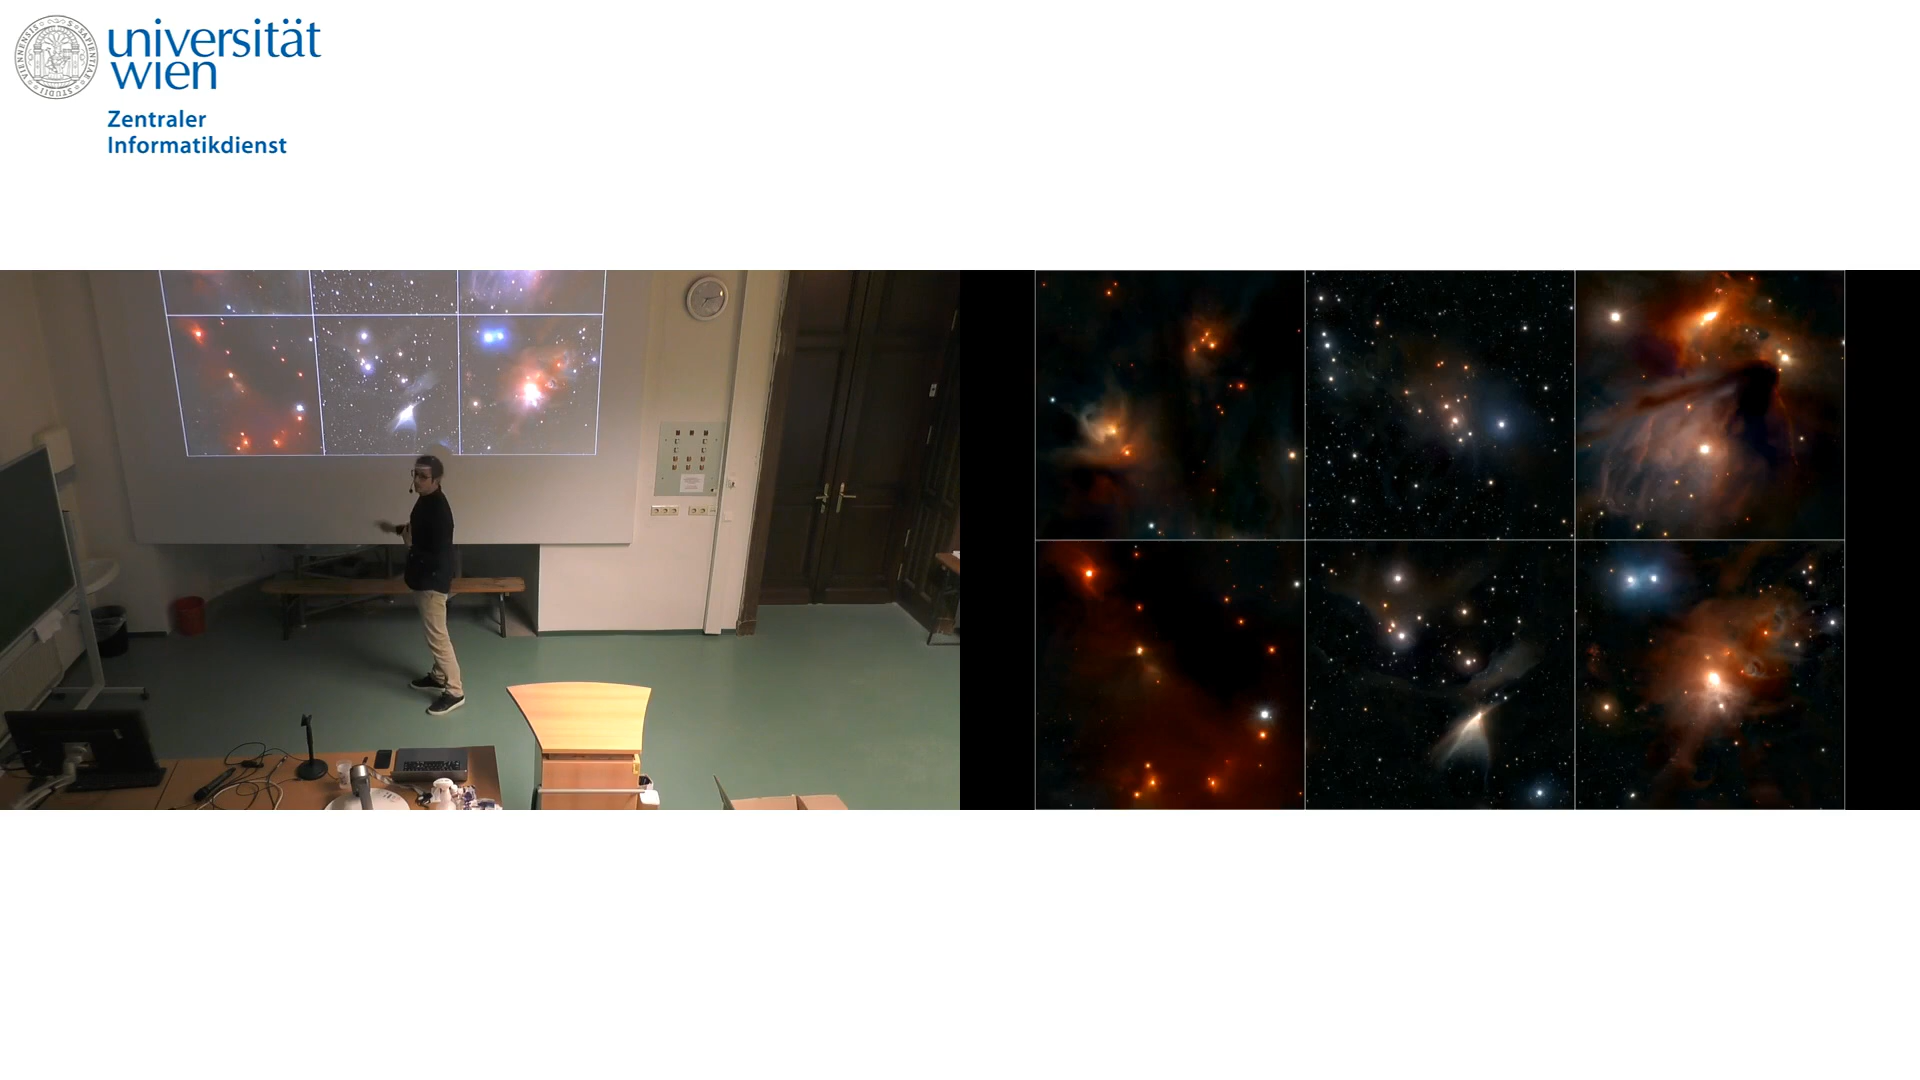 universität
wien
Zentraler
Informatikdienst